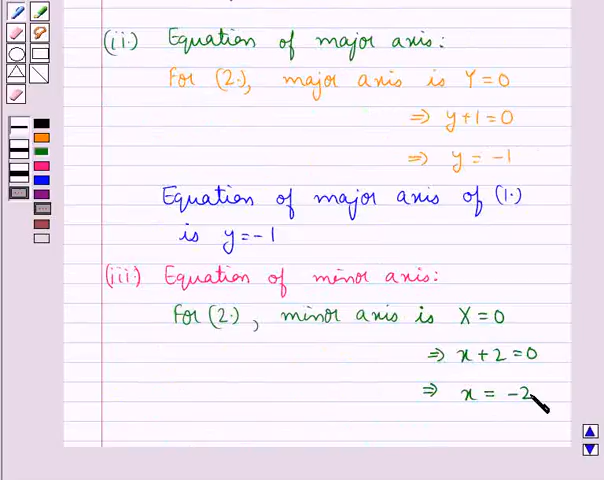 (ii.) Equation of major axis:
For (2.), major axis is Y = 0
⇒ y + 1 = 0
⇒ y = -1
Equation of major axis of (1.)
is y = -1
(iii.) Equation of minor axis:
For (2.), minor axis is X = 0
⇒ x + 2 = 0
⇒ x = -2